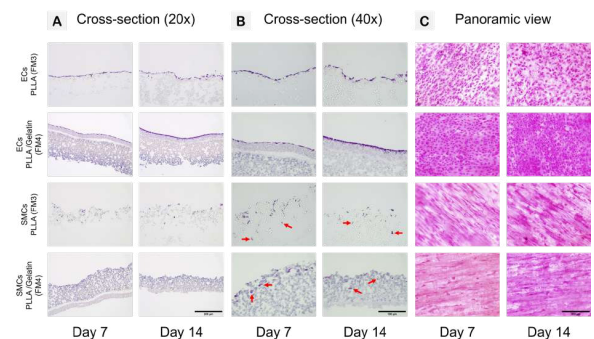 A Cross-section (20x) B Cross-section (40x) C Panoramic view
ECs
PLLA (FM3)
ECs
PLLA /Gelatin
(FM4)
SMCs
PLLA (FM3)
SMCs
PLLA/Gelatin
(FM4)
Day 7 Day 14 Day 7 Day 14 Day 7 Day 14